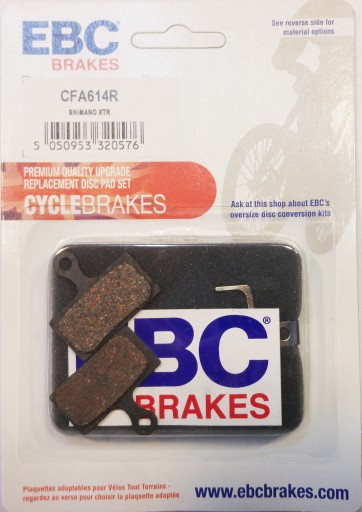 EBC
BRAKES
See reverse side for
material options
CFA614R
SHIMANO XTR
5 050953 320576
PREMIUM QUALITY UPGRADE
REPLACEMENT DISC PAD SET
CYCLEBRAKES
Ask at this shop about EBC's
oversize disc conversion kits
EBC®
BRAKES
Plaquettes adaptables pour Vélos Tout Terrains -
regardez au verso pour choisir la plaquette adaptée
www.ebcbrakes.com